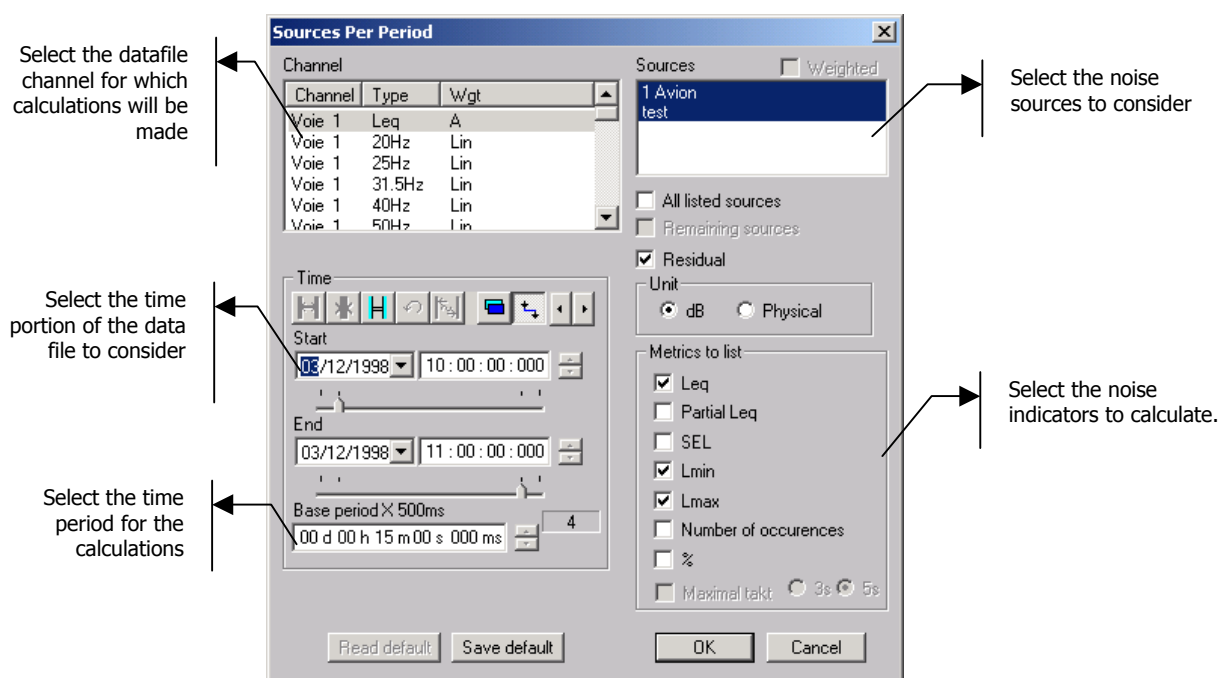 Sources Per Period
Select the datafile
channel for which
calculations will be
made
Channel
Channel Type Wgt
Voie 1 Leq A
Voie 1 20Hz Lin
Voie 1 25Hz Lin
Voie 1 31.5Hz Lin
Voie 1 40Hz Lin
Voie 1 50Hz Lin
Sources
Weighted
1 Avion
test
Select the noise
sources to consider
All listed sources
Remaining sources
Residual
Unit
dB Physical
Select the time
portion of the data
file to consider
Time
Start
03/12/1998 10:00:00:000
End
03/12/1998 11:00:00:000
Select the time
period for the
calculations
Base period X 500ms
00 d 00 h 15 m 00 s 000 ms
4
Metrics to list
Leq
Partial Leq
SEL
Lmin
Lmax
Number of occurences
%
Maximal takt 3s 5s
Select the noise
indicators to calculate.
Read default
Save default
OK
Cancel